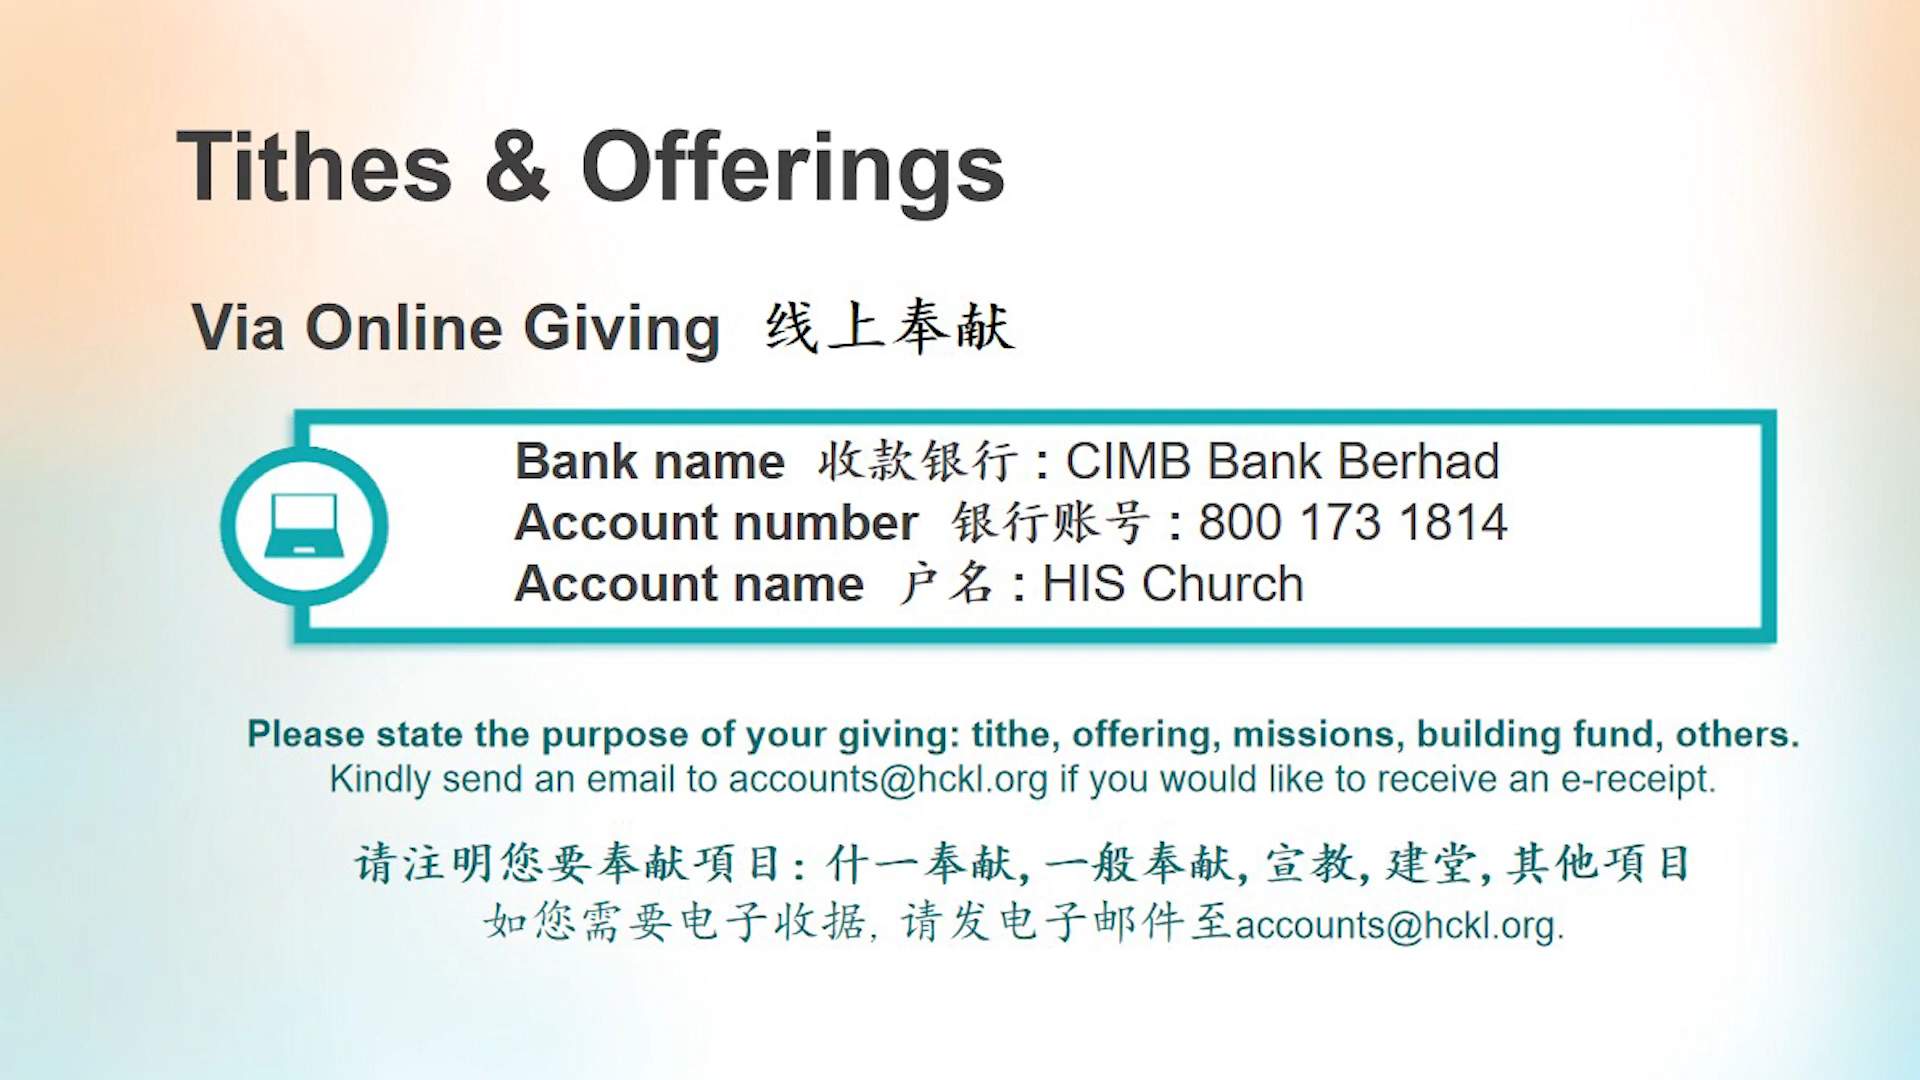 Tithes & Offerings
Via Online Giving 线上奉献
Bank name 收款银行 : CIMB Bank Berhad
Account number 银行账号 : 800 173 1814
Account name 户名 : HIS Church
Please state the purpose of your giving: tithe, offering, missions, building fund, others.
Kindly send an email to accounts@hckl.org if you would like to receive an e-receipt.
请注明您要奉献項目: 什一奉献, 一般奉献, 宣教, 建堂, 其他項目
如您需要电子收据, 请发电子邮件至accounts@hckl.org.